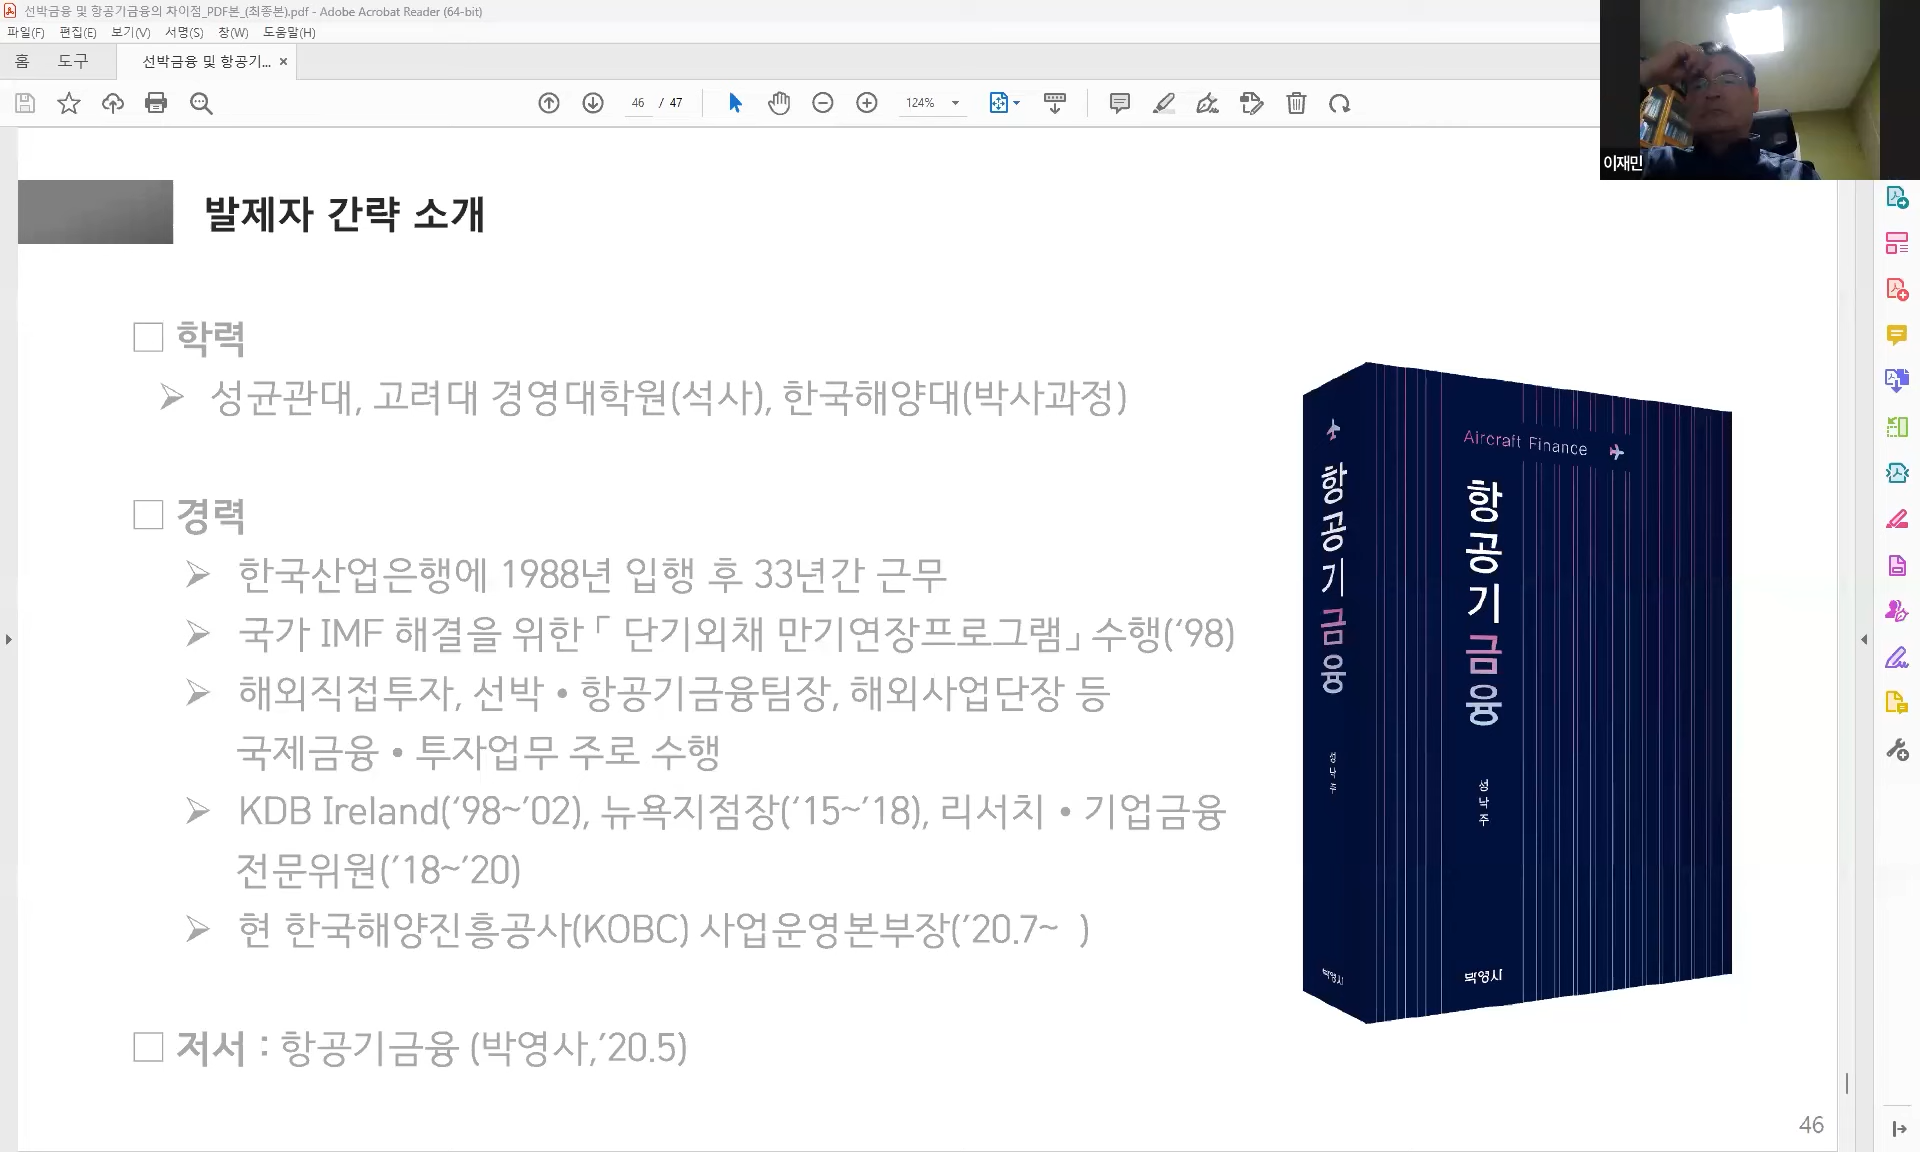 선박금융 및 항공기금융의 차이점_PDF본_(최종본).pdf - Adobe Acrobat Reader (64-bit)
파일(F) 편집(E) 보기(V) 서명(S) 창(W) 도움말(H)
홈 도구 선박금융 및 항공기... ×
46 / 47 124%
이재민
발제자 간략 소개
□ 학력
➢ 성균관대, 고려대 경영대학원(석사), 한국해양대(박사과정)
□ 경력
➢ 한국산업은행에 1988년 입행 후 33년간 근무
➢ 국가 IMF 해결을 위한 「 단기외채 만기연장프로그램」 수행(‘98)
➢ 해외직접투자, 선박 • 항공기금융팀장, 해외사업단장 등
국제금융 • 투자업무 주로 수행
➢ KDB Ireland(‘98~’02), 뉴욕지점장(’15~’18), 리서치 • 기업금융
전문위원(’18~’20)
➢ 현 한국해양진흥공사(KOBC) 사업운영본부장(’20.7~ )
□ 저서 : 항공기금융 (박영사,’20.5)
항공기금융
성낙주
박영사
Aircraft Finance
항공기금융
성낙주
박영사
46